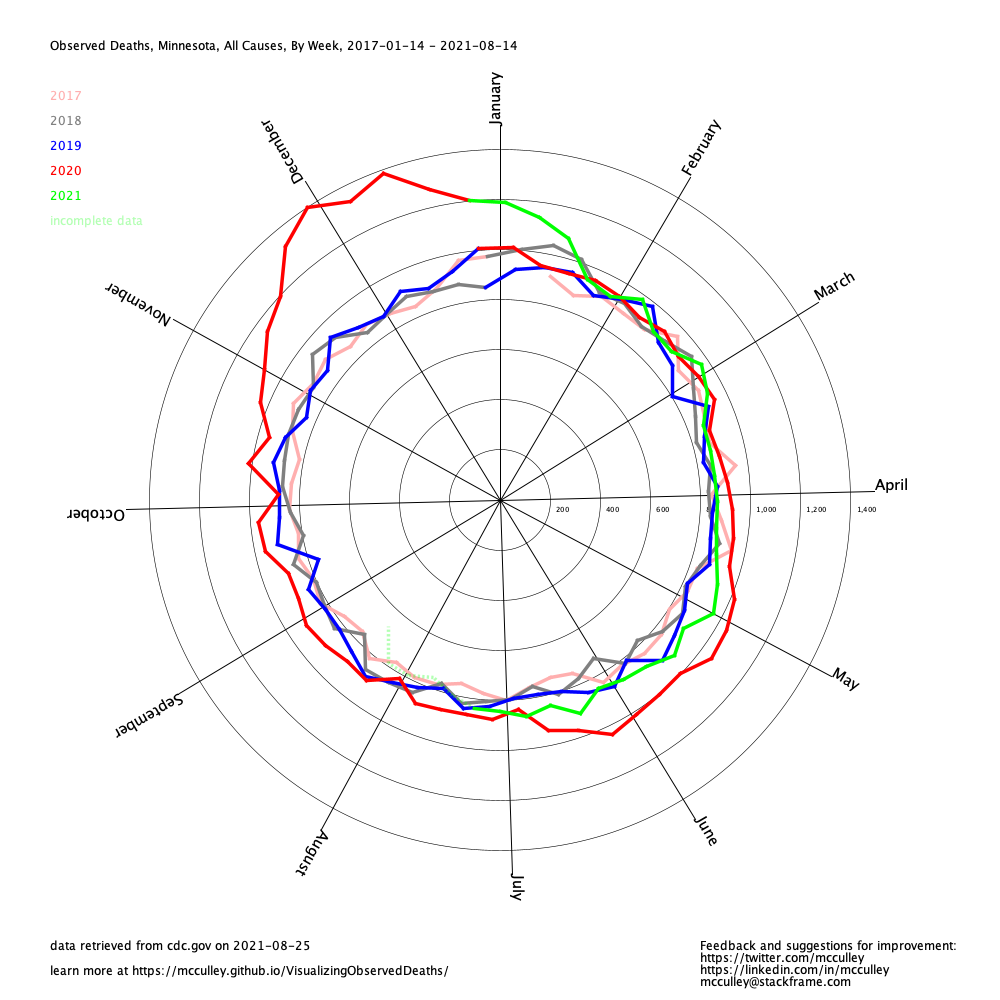 Observed Deaths, Minnesota, All Causes, By Week, 2017-01-14 - 2021-08-14
2017
2018
2019
2020
2021
incomplete data
January
February
March
April
May
June
July
August
September
October
November
December
200
400
600
800
1,000
1,200
1,400
data retrieved from cdc.gov on 2021-08-25
learn more at https://mcculley.github.io/VisualizingObservedDeaths/
Feedback and suggestions for improvement:
https://twitter.com/mcculley
https://linkedin.com/in/mcculley
mcculley@stackframe.com